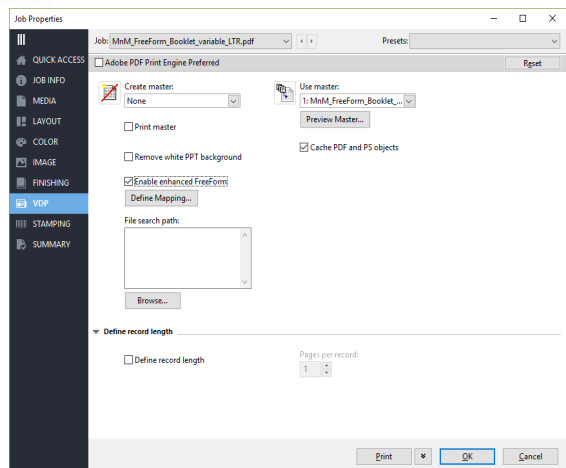 Job Properties
Job: MnM_FreeForm_Booklet_variable_LTR.pdf
Presets:
QUICK ACCESS
Adobe PDF Print Engine Preferred
Reset
JOB INFO
MEDIA
LAYOUT
COLOR
IMAGE
FINISHING
VDP
STAMPING
SUMMARY
Create master:
None
Use master:
1: MnM_FreeForm_Booklet_...
Preview Master...
Print master
Cache PDF and PS objects
Remove white PPT background
Enable enhanced FreeForm
Define Mapping...
File search path:
Browse...
Define record length
Define record length
Pages per record:
1
Print
OK
Cancel